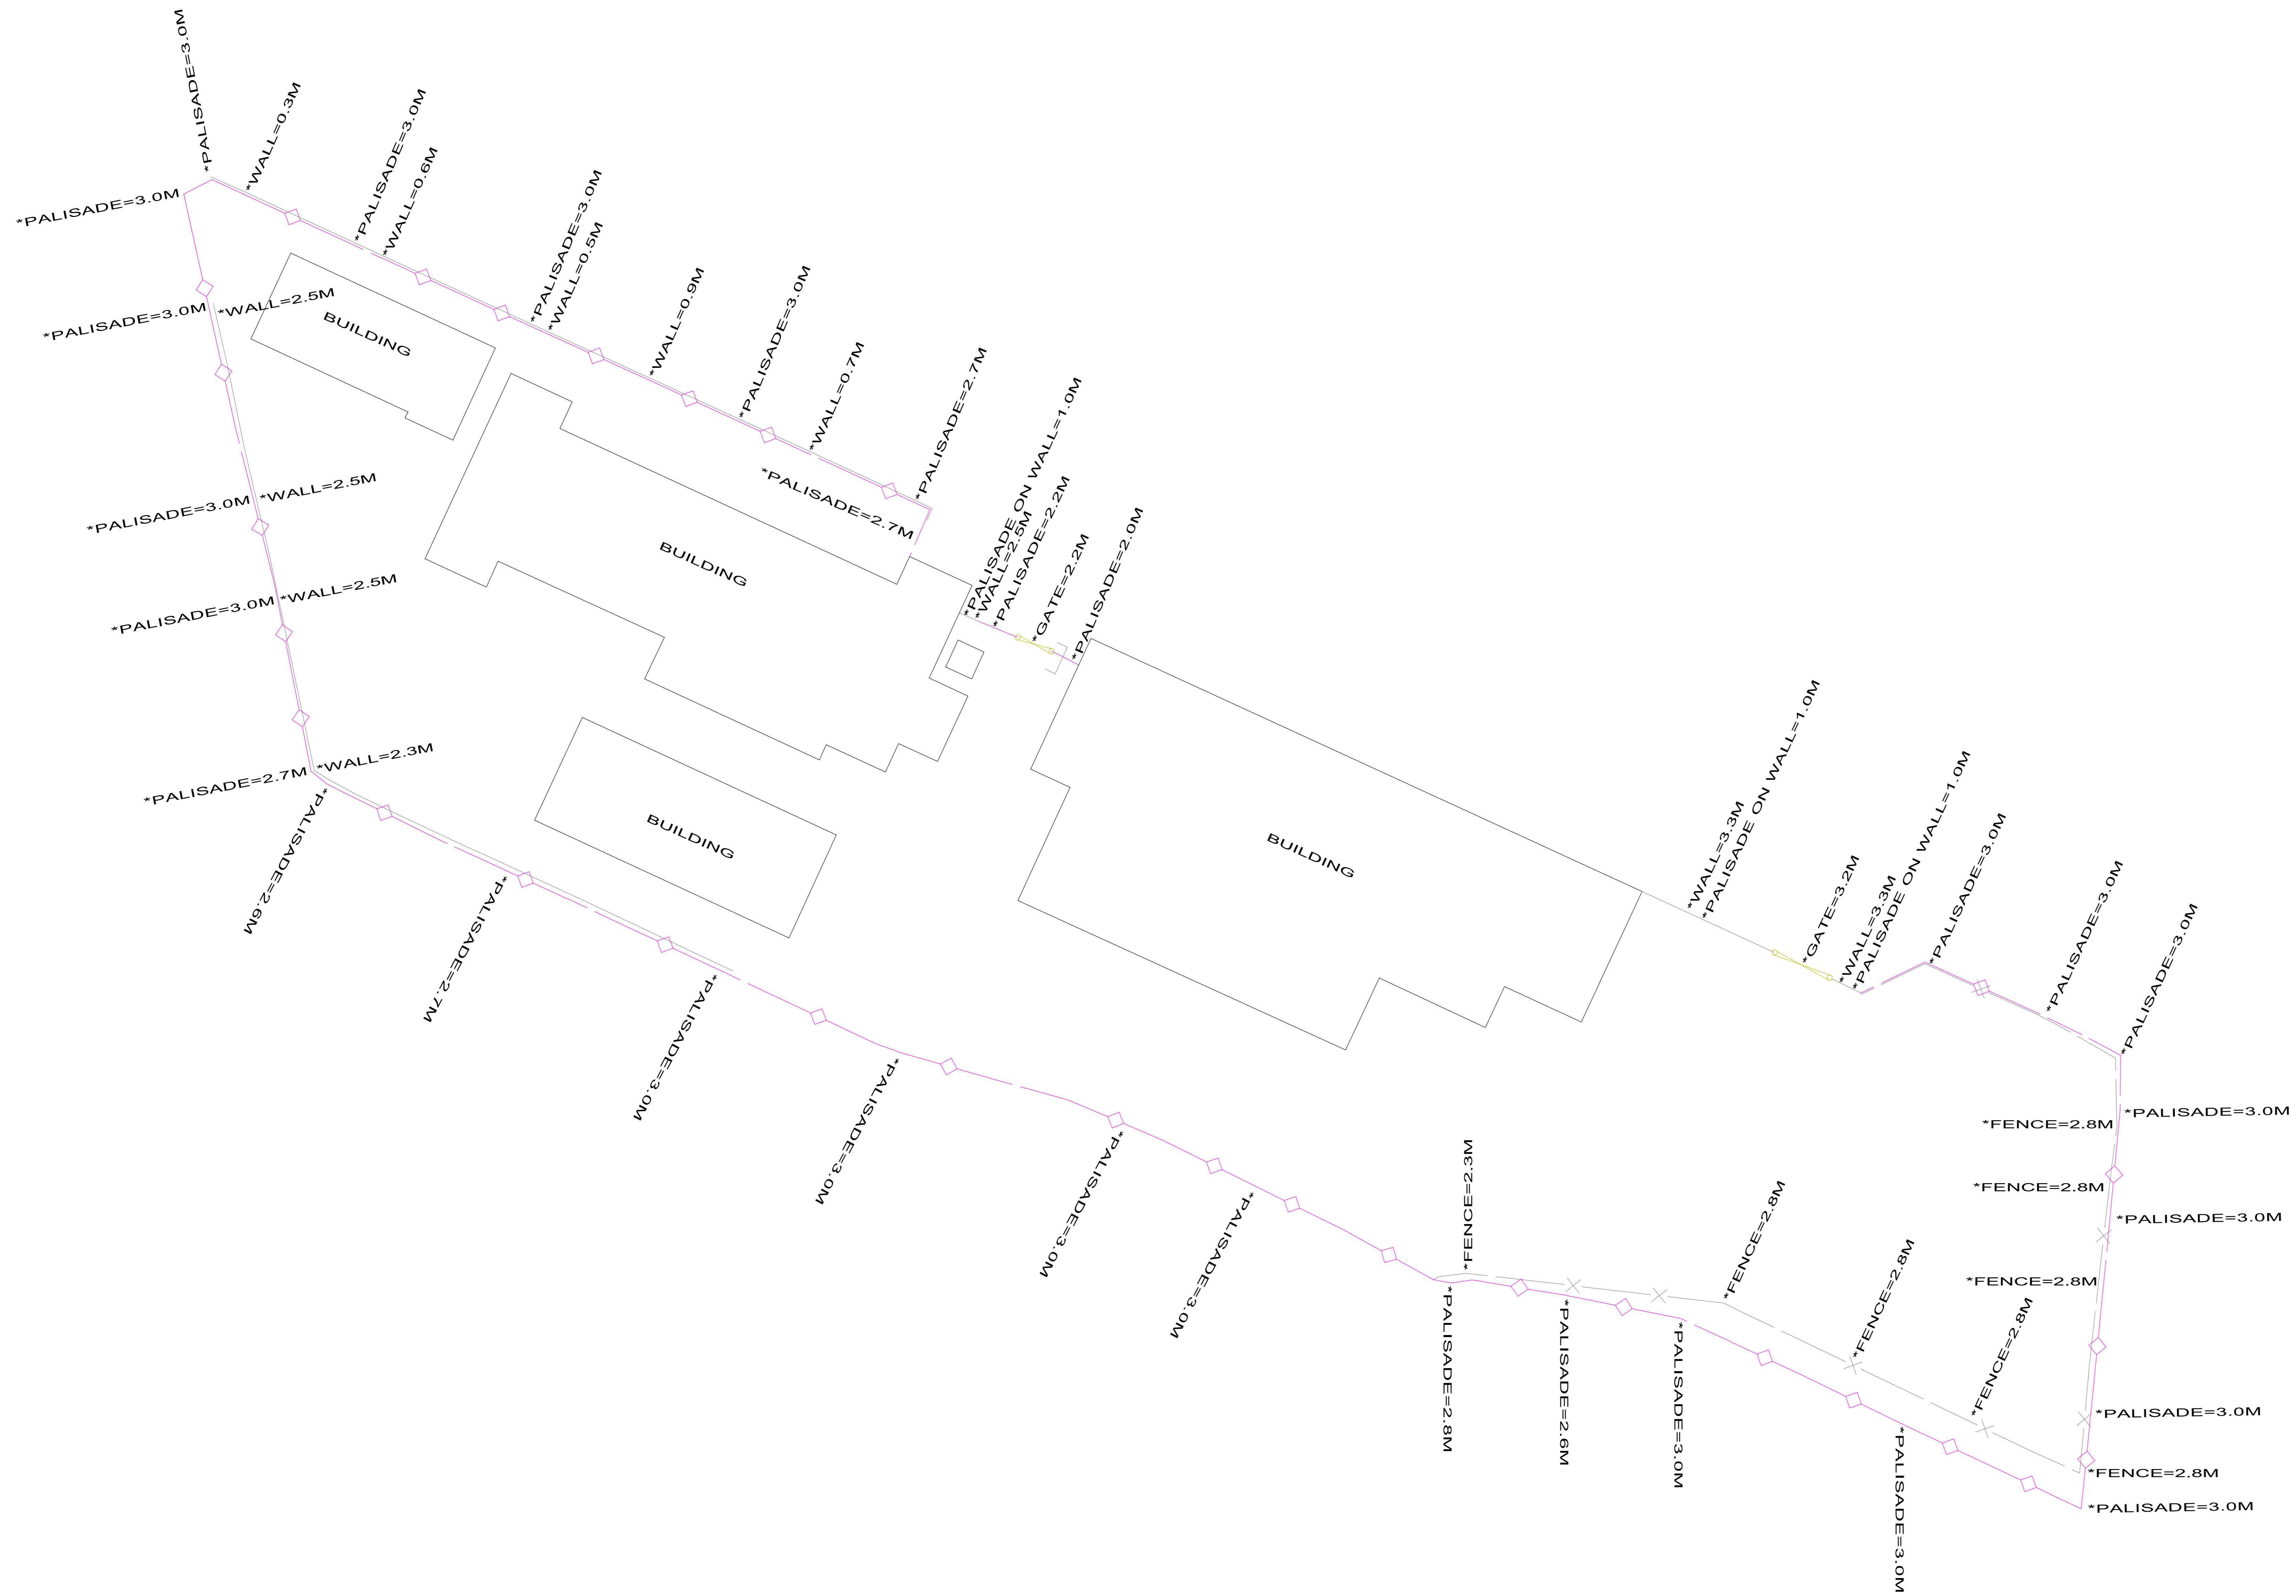 *PALISADE=3.0M
*WALL=0.3M
*PALISADE=3.0M
*WALL=0.6M
*PALISADE=3.0M
*PALISADE=3.0M
*WALL=0.5M
*WALL=0.9M
*PALISADE=3.0M
*WALL=0.7M
*PALISADE=2.7M
*PALISADE=2.7M
*PALISADE=3.0M
*WALL=2.5M
BUILDING
*PALISADE=3.0M
*WALL=2.5M
BUILDING
*PALISADE=3.0M
*WALL=2.5M
*PALISADE ON WALL=1.0M
*WALL=2.5M
*PALISADE=2.2M
*GATE=2.2M
*PALISADE=2.0M
*PALISADE=2.7M
*WALL=2.3M
*PALISADE=2.6M
BUILDING
BUILDING
*PALISADE=2.7M
*PALISADE=3.0M
*PALISADE=3.0M
*PALISADE=3.0M
*PALISADE=3.0M
*WALL=3.3M
*PALISADE ON WALL=1.0M
*GATE=3.2M
*WALL=3.3M
*PALISADE ON WALL=1.0M
*PALISADE=3.0M
*PALISADE=3.0M
*PALISADE=3.0M
*PALISADE=3.0M
*FENCE=2.8M
*FENCE=2.8M
*PALISADE=3.0M
*FENCE=2.8M
*FENCE=2.3M
*FENCE=2.8M
*FENCE=2.8M
*FENCE=2.8M
*PALISADE=2.8M
*PALISADE=2.6M
*PALISADE=3.0M
*PALISADE=3.0M
*PALISADE=3.0M
*FENCE=2.8M
*PALISADE=3.0M